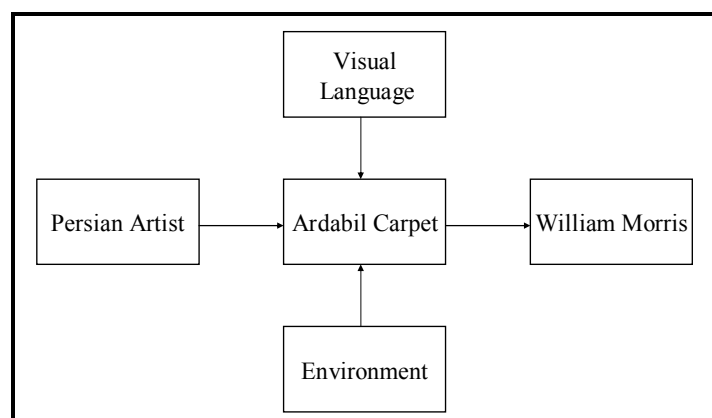 Visual
Language
Persian Artist
Ardabil Carpet
William Morris
Environment